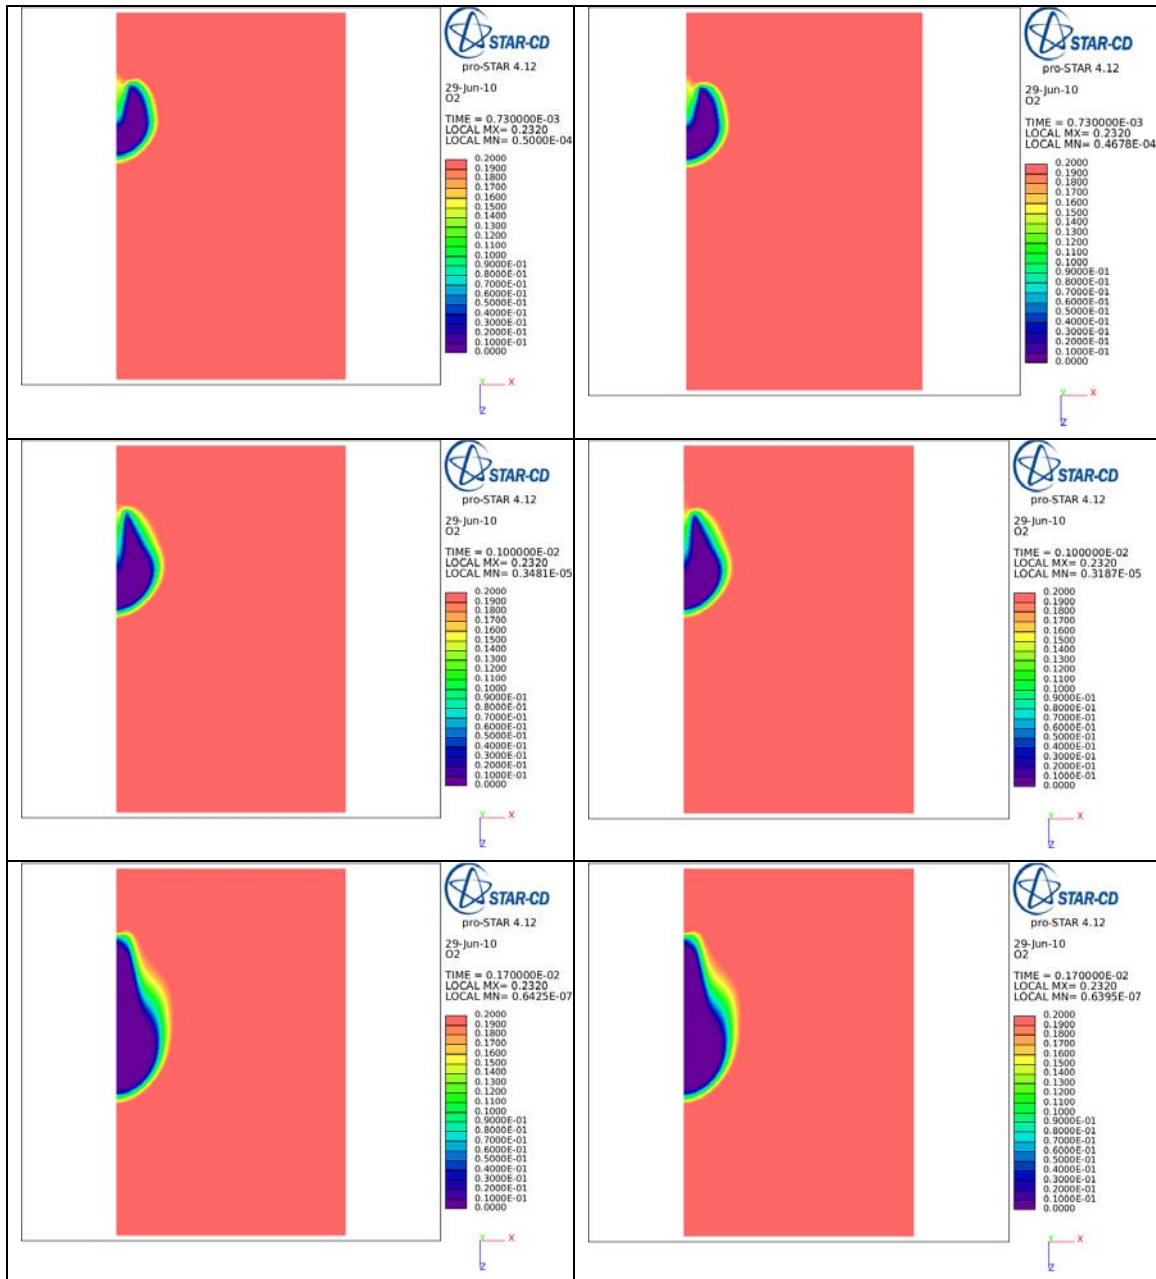 STAR-CD
pro-STAR 4.12
29-Jun-10
O2
TIME = 0.730000E-03
LOCAL MX= 0.2320
LOCAL MN= 0.5000E-04
0.2000
0.1900
0.1800
0.1700
0.1600
0.1500
0.1400
0.1300
0.1200
0.1100
0.1000
0.9000E-01
0.8000E-01
0.7000E-01
0.6000E-01
0.5000E-01
0.4000E-01
0.3000E-01
0.2000E-01
0.1000E-01
0.0000
Y X
Z
STAR-CD
pro-STAR 4.12
29-Jun-10
O2
TIME = 0.730000E-03
LOCAL MX= 0.2320
LOCAL MN= 0.4678E-04
0.2000
0.1900
0.1800
0.1700
0.1600
0.1500
0.1400
0.1300
0.1200
0.1100
0.1000
0.9000E-01
0.8000E-01
0.7000E-01
0.6000E-01
0.5000E-01
0.4000E-01
0.3000E-01
0.2000E-01
0.1000E-01
0.0000
Y X
Z
STAR-CD
pro-STAR 4.12
29-Jun-10
O2
TIME = 0.100000E-02
LOCAL MX= 0.2320
LOCAL MN= 0.3481E-05
0.2000
0.1900
0.1800
0.1700
0.1600
0.1500
0.1400
0.1300
0.1200
0.1100
0.1000
0.9000E-01
0.8000E-01
0.7000E-01
0.6000E-01
0.5000E-01
0.4000E-01
0.3000E-01
0.2000E-01
0.1000E-01
0.0000
Y X
Z
STAR-CD
pro-STAR 4.12
29-Jun-10
O2
TIME = 0.100000E-02
LOCAL MX= 0.2320
LOCAL MN= 0.3187E-05
0.2000
0.1900
0.1800
0.1700
0.1600
0.1500
0.1400
0.1300
0.1200
0.1100
0.1000
0.9000E-01
0.8000E-01
0.7000E-01
0.6000E-01
0.5000E-01
0.4000E-01
0.3000E-01
0.2000E-01
0.1000E-01
0.0000
Y X
Z
STAR-CD
pro-STAR 4.12
29-Jun-10
O2
TIME = 0.170000E-02
LOCAL MX= 0.2320
LOCAL MN= 0.6425E-07
0.2000
0.1900
0.1800
0.1700
0.1600
0.1500
0.1400
0.1300
0.1200
0.1100
0.1000
0.9000E-01
0.8000E-01
0.7000E-01
0.6000E-01
0.5000E-01
0.4000E-01
0.3000E-01
0.2000E-01
0.1000E-01
0.0000
Y X
Z
STAR-CD
pro-STAR 4.12
29-Jun-10
O2
TIME = 0.170000E-02
LOCAL MX= 0.2320
LOCAL MN= 0.6395E-07
0.2000
0.1900
0.1800
0.1700
0.1600
0.1500
0.1400
0.1300
0.1200
0.1100
0.1000
0.9000E-01
0.8000E-01
0.7000E-01
0.6000E-01
0.5000E-01
0.4000E-01
0.3000E-01
0.2000E-01
0.1000E-01
0.0000
Y X
Z